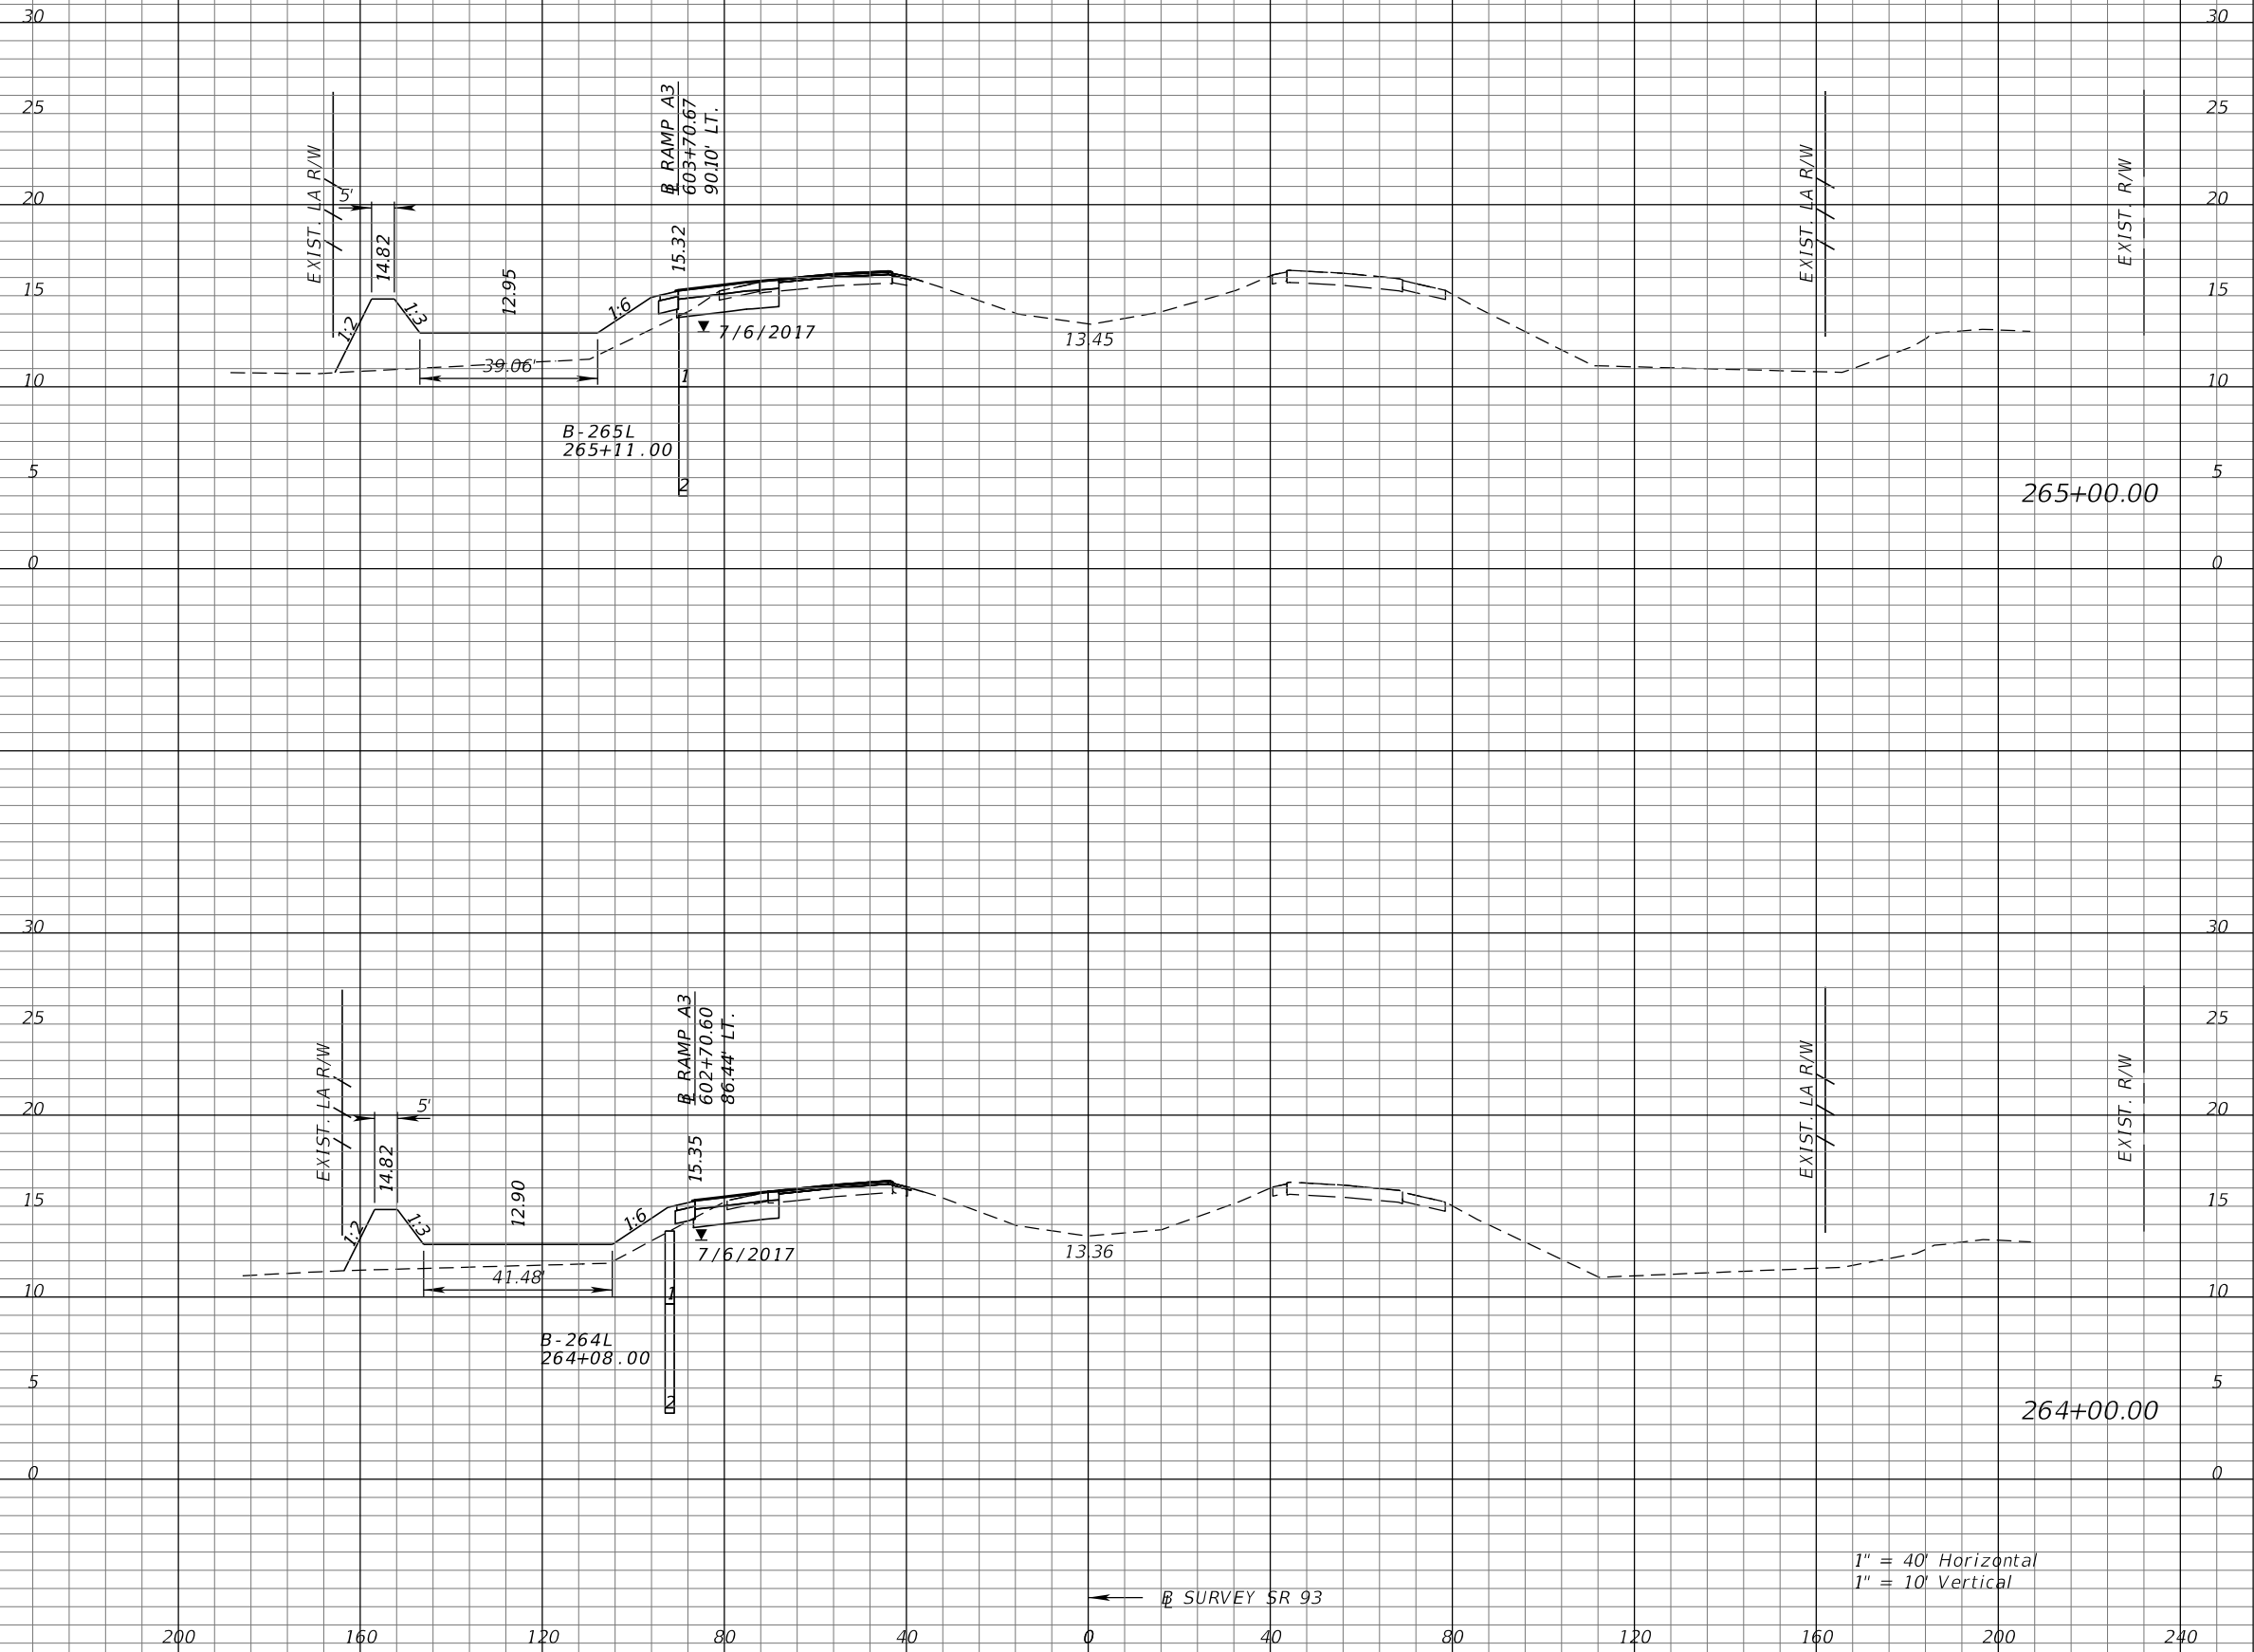 30 30
25 25
20 20
15 15
10 10
5 5
0 0
EXIST. LA R/W
5'
14.82
1:2
1:3
12.95
39.06'
1:6
℄ RAMP A3
603+70.67
90.10' LT.
15.32
7/6/2017
1
2
B-265L
265+11.00
13.45
EXIST. LA R/W
EXIST. R/W
265+00.00
30 30
25 25
20 20
15 15
10 10
5 5
0 0
EXIST. LA R/W
5'
14.82
1:2
1:3
12.90
41.48'
1:6
℄ RAMP A3
602+70.60
86.44' LT.
15.35
7/6/2017
1
2
B-264L
264+08.00
13.36
EXIST. LA R/W
EXIST. R/W
264+00.00
1" = 40' Horizontal
1" = 10' Vertical
℄ SURVEY SR 93
200 160 120 80 40 0 40 80 120 160 200 240